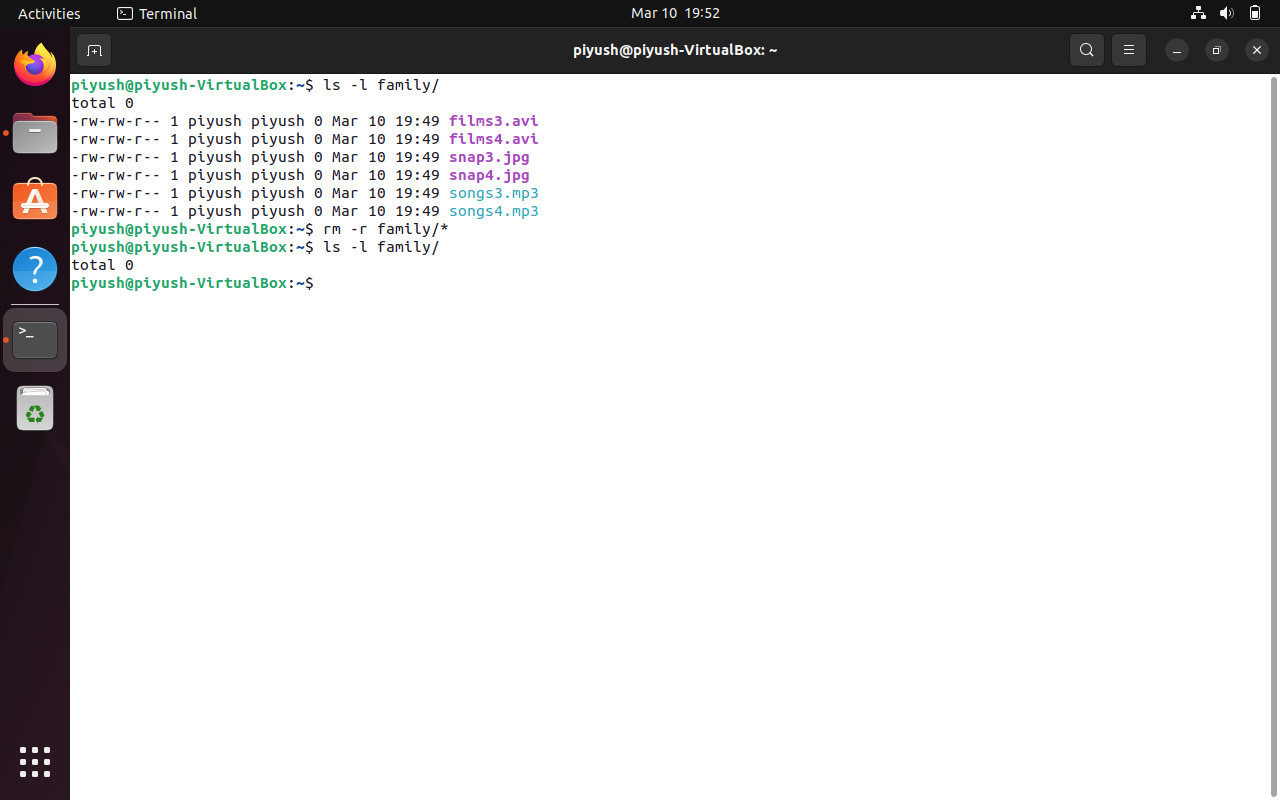 Activities
Terminal
Mar 10 19:52
piyush@piyush-VirtualBox: ~
piyush@piyush-VirtualBox:~$ ls -l family/
total 0
-rw-rw-r-- 1 piyush piyush 0 Mar 10 19:49 films3.avi
-rw-rw-r-- 1 piyush piyush 0 Mar 10 19:49 films4.avi
-rw-rw-r-- 1 piyush piyush 0 Mar 10 19:49 snap3.jpg
-rw-rw-r-- 1 piyush piyush 0 Mar 10 19:49 snap4.jpg
-rw-rw-r-- 1 piyush piyush 0 Mar 10 19:49 songs3.mp3
-rw-rw-r-- 1 piyush piyush 0 Mar 10 19:49 songs4.mp3
piyush@piyush-VirtualBox:~$ rm -r family/*
piyush@piyush-VirtualBox:~$ ls -l family/
total 0
piyush@piyush-VirtualBox:~$